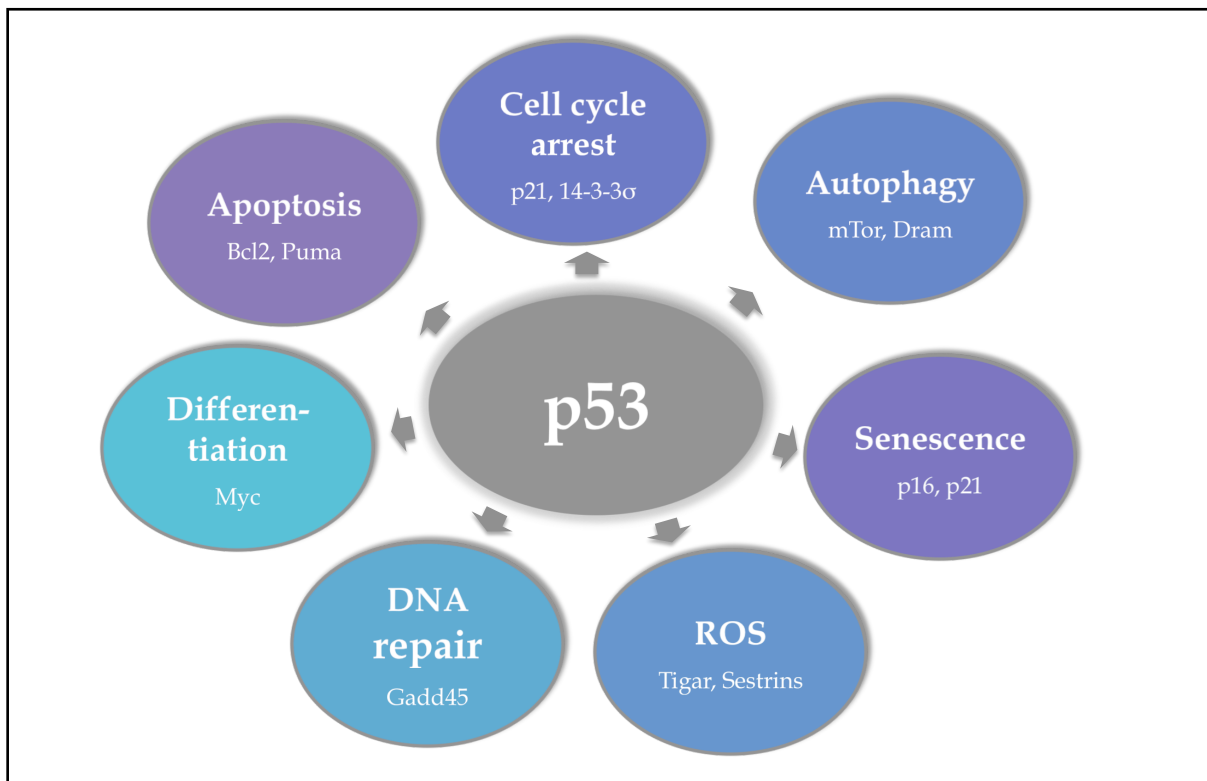 Cell cycle
arrest
p21, 14-3-3σ
Autophagy
mTor, Dram
Apoptosis
Bcl2, Puma
p53
Differen-
tiation
Myc
Senescence
p16, p21
DNA
repair
Gadd45
ROS
Tigar, Sestrins